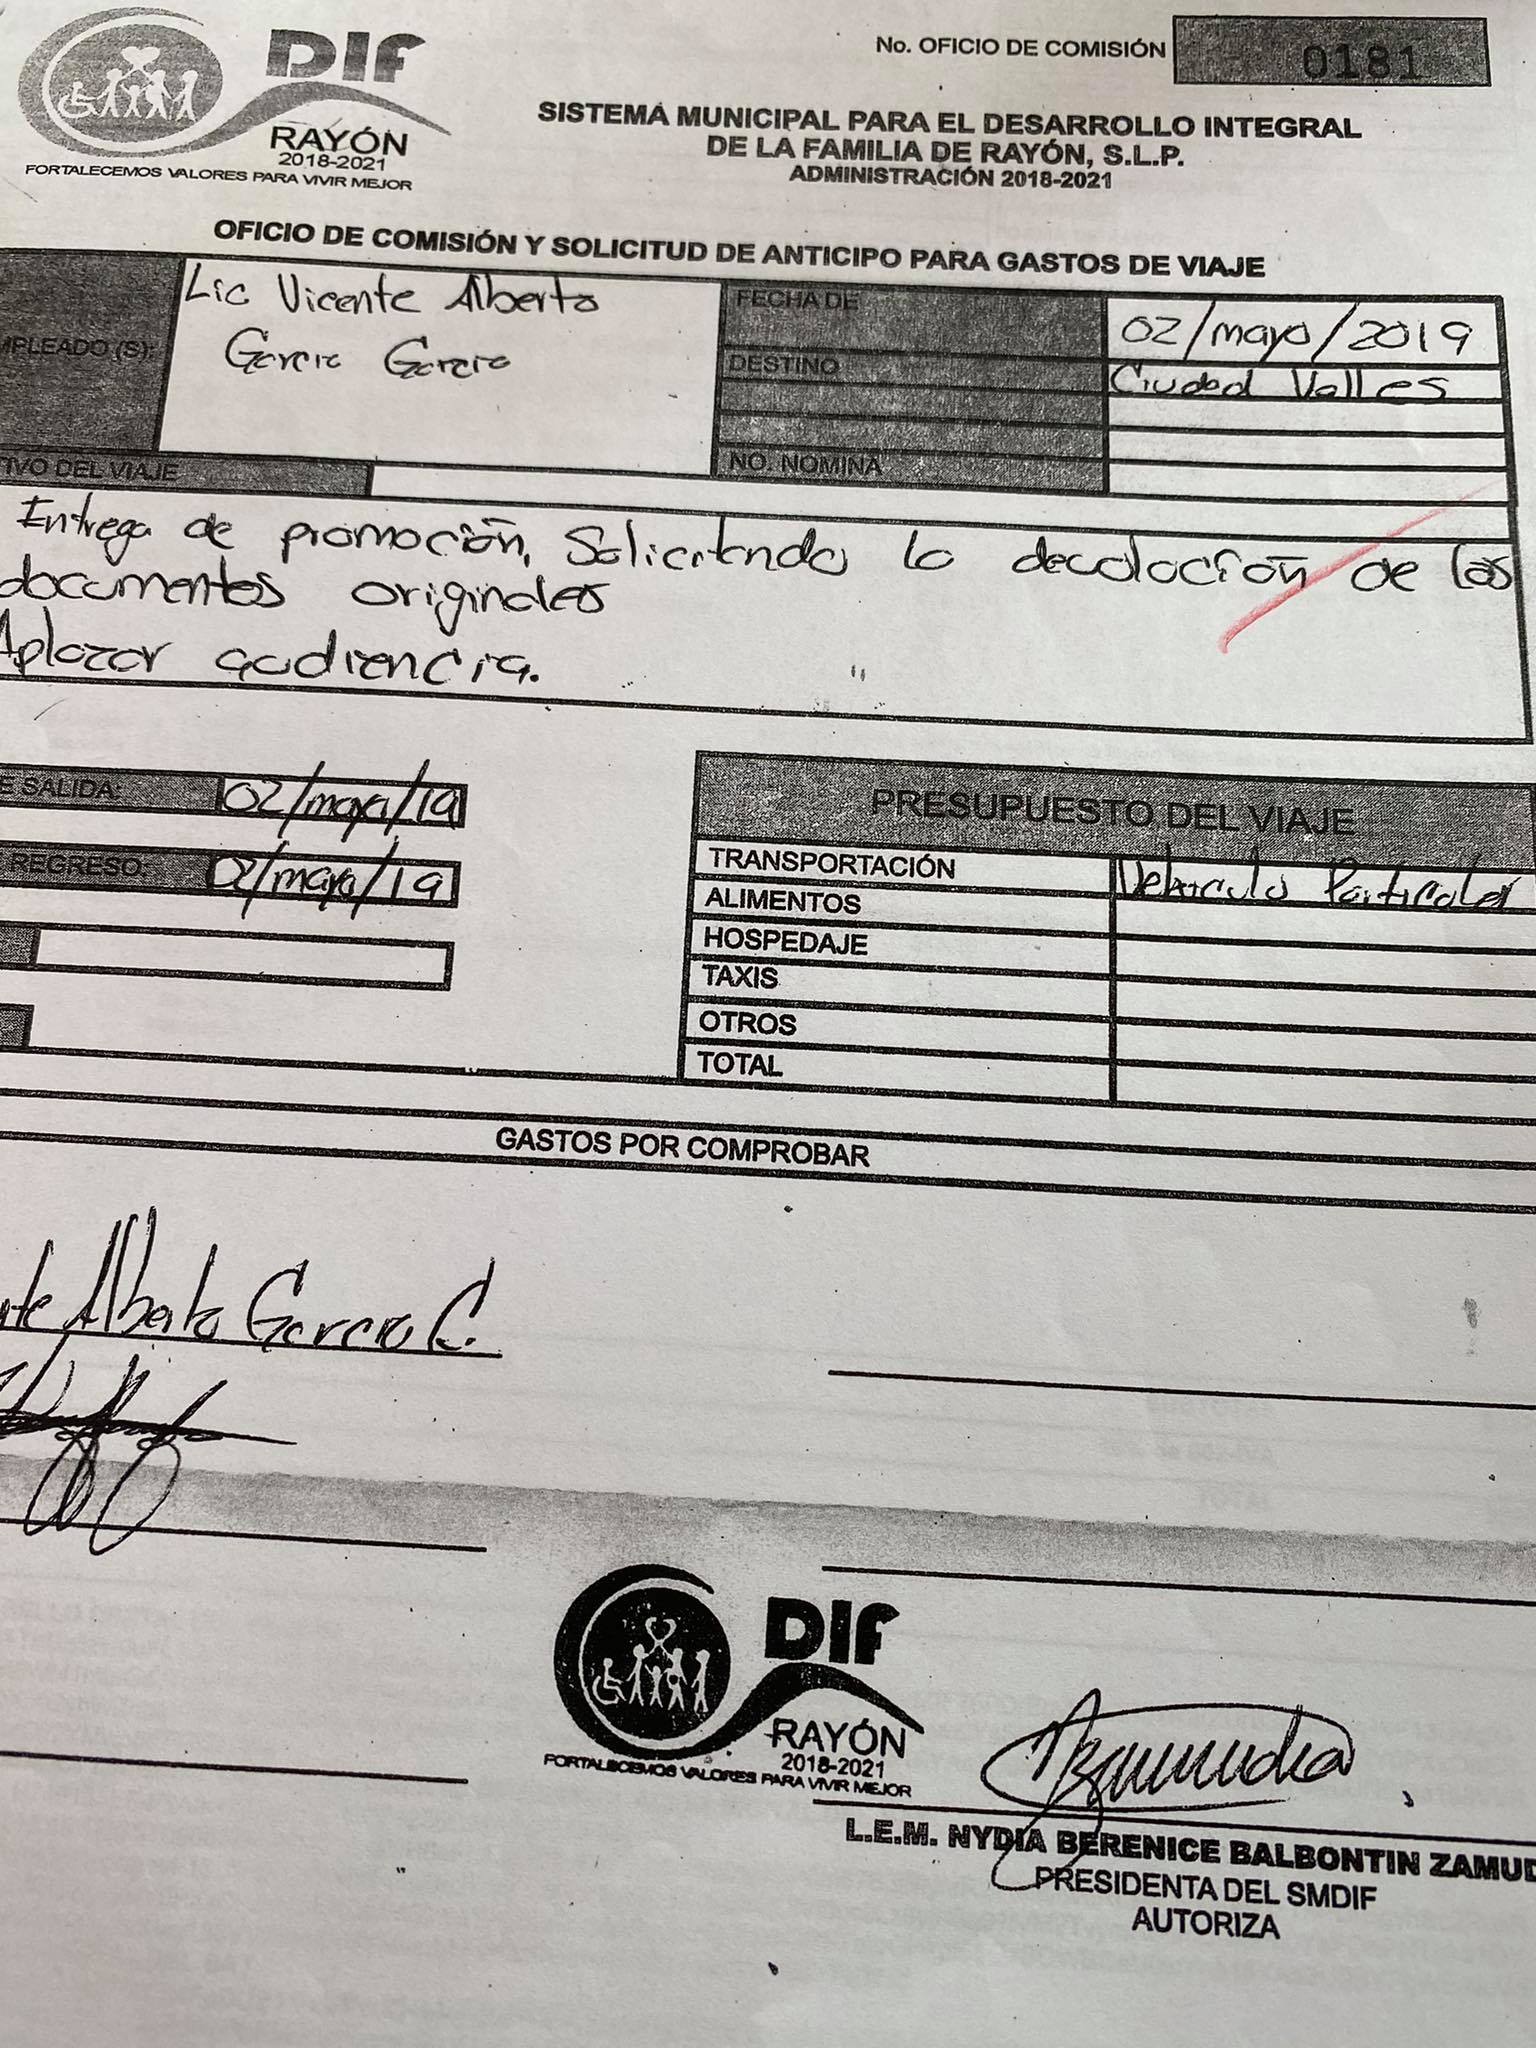 DIF
RAYÓN
2018-2021
FORTALECEMOS VALORES PARA VIVIR MEJOR
No. OFICIO DE COMISIÓN 0181
SISTEMA MUNICIPAL PARA EL DESARROLLO INTEGRAL
DE LA FAMILIA DE RAYÓN, S.L.P.
ADMINISTRACIÓN 2018-2021
OFICIO DE COMISIÓN Y SOLICITUD DE ANTICIPO PARA GASTOS DE VIAJE
MPLEADO (S):
Lic Vicente Alberto
Garcia Garcia
FECHA DE
02/mayo/2019
DESTINO
Ciudad Valles
NO. NOMINA
TIVO DEL VIAJE
Entrega de promoción, Solicitando la devolución de los
documentos originales
Aplazar audiencia.
E SALIDA: 02/mayo/19
REGRESO: 02/mayo/19
PRESUPUESTO DEL VIAJE
TRANSPORTACIÓN Vehiculo Particular
ALIMENTOS
HOSPEDAJE
TAXIS
OTROS
TOTAL
GASTOS POR COMPROBAR
nte Alberto Garcia G.
DIF
RAYÓN
2018-2021
FORTALECEMOS VALORES PARA VIVIR MEJOR
L.E.M. NYDIA BERENICE BALBONTIN ZAMUD
PRESIDENTA DEL SMDIF
AUTORIZA